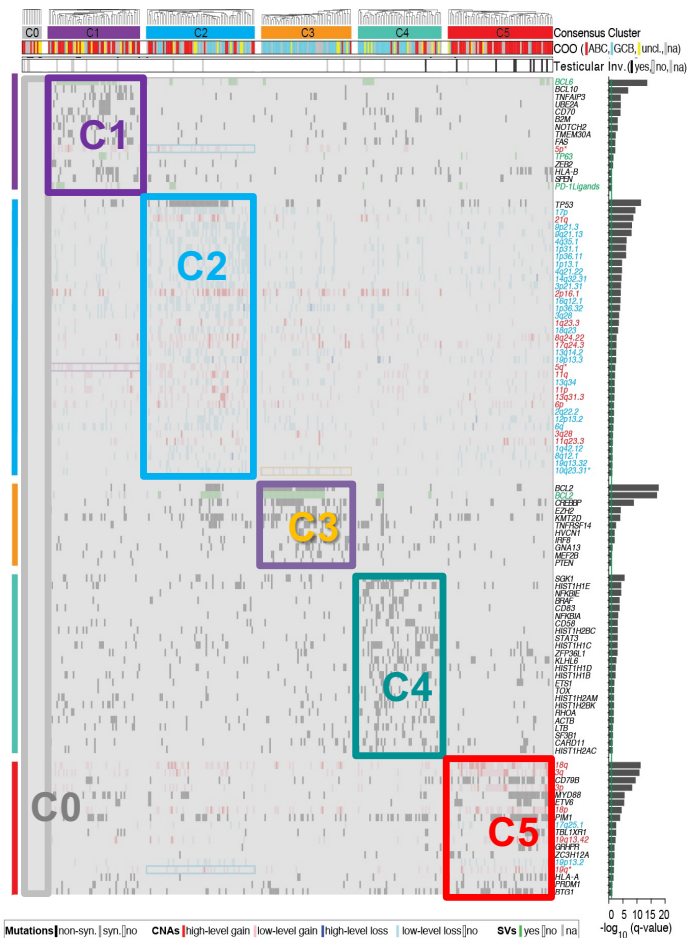 C0 C1 C2 C3 C4 C5 Consensus Cluster
COO (ABC, GCB, uncl., na)
Testicular Inv. (yes, no, na)
BCL6
BCL10
TNFAIP3
UBE2A
CD70
B2M
NOTCH2
TMEM30A
FAS
5p*
TP63
ZEB2
HLA-B
SPEN
PD-1Ligands
C1
TP53
17p
21q
9p21.3
9q21.13
4q35.1
1p31.1
1p36.11
1p13.1
4q21.22
14q32.31
3p21.31
2p16.1
16q12.1
1p36.32
3q28
1q23.3
18q23
8q24.22
17q24.3
13q14.2
19p13.3
5q*
11q
13q34
11p
13q31.3
6p
2q22.2
12p13.2
6q
3q28
11q23.3
1q42.12
8q12.1
19q13.32
10q23.31*
C2
BCL2
BCL2
CREBBP
EZH2
KMT2D
TNFRSF14
HVCN1
IRF8
GNA13
MEF2B
PTEN
C3
SGK1
HIST1H1E
NFKBIE
BRAF
CD83
NFKBIA
CD58
HIST1H2BC
STAT3
HIST1H1C
ZFP36L1
KLHL6
HIST1H1D
HIST1H1B
ETS1
TOX
HIST1H2AM
HIST1H2BK
RHOA
ACTB
LTB
SF3B1
CARD11
HIST1H2AC
C4
18q
3q
CD79B
3p
MYD88
ETV6
18p
PIM1
17q25.1
TBL1XR1
19q13.42
GRHPR
ZC3H12A
19p13.2
19q*
HLA-A
PRDM1
BTG1
C5
C0
0 5 10 15 20
-log10 (q-value)
Mutations non-syn. syn. no CNAs high-level gain low-level gain high-level loss low-level loss no SVs yes no na